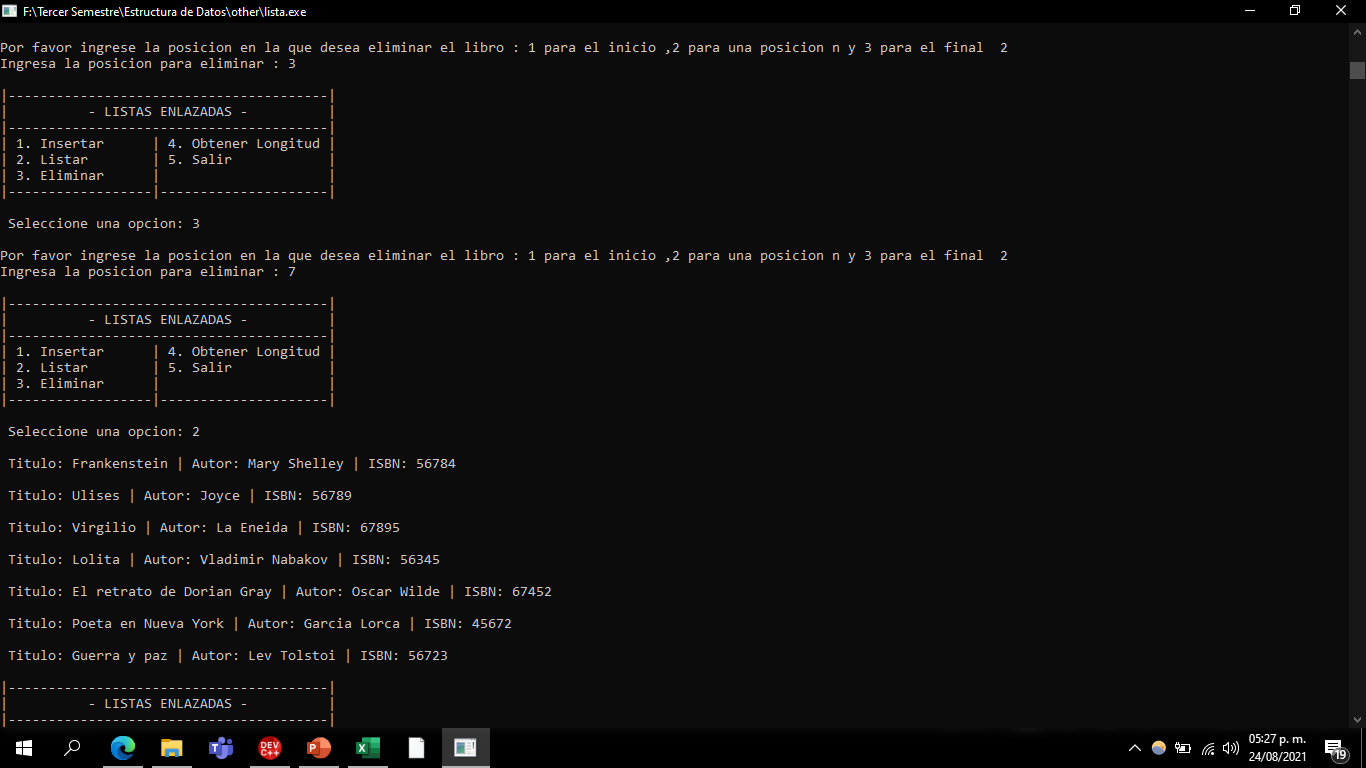 F:\Tercer Semestre\Estructura de Datos\other\lista.exe
Por favor ingrese la posicion en la que desea eliminar el libro : 1 para el inicio ,2 para una posicion n y 3 para el final  2
Ingresa la posicion para eliminar : 3
|----------------------------------------|
|          - LISTAS ENLAZADAS -          |
|----------------------------------------|
| 1. Insertar      | 4. Obtener Longitud |
| 2. Listar        | 5. Salir            |
| 3. Eliminar      |                     |
|------------------|---------------------|
Seleccione una opcion: 3
Por favor ingrese la posicion en la que desea eliminar el libro : 1 para el inicio ,2 para una posicion n y 3 para el final  2
Ingresa la posicion para eliminar : 7
|----------------------------------------|
|          - LISTAS ENLAZADAS -          |
|----------------------------------------|
| 1. Insertar      | 4. Obtener Longitud |
| 2. Listar        | 5. Salir            |
| 3. Eliminar      |                     |
|------------------|---------------------|
Seleccione una opcion: 2
Titulo: Frankenstein | Autor: Mary Shelley | ISBN: 56784
Titulo: Ulises | Autor: Joyce | ISBN: 56789
Titulo: Virgilio | Autor: La Eneida | ISBN: 67895
Titulo: Lolita | Autor: Vladimir Nabakov | ISBN: 56345
Titulo: El retrato de Dorian Gray | Autor: Oscar Wilde | ISBN: 67452
Titulo: Poeta en Nueva York | Autor: Garcia Lorca | ISBN: 45672
Titulo: Guerra y paz | Autor: Lev Tolstoi | ISBN: 56723
|----------------------------------------|
|          - LISTAS ENLAZADAS -          |
|----------------------------------------|
DEV C++
05:27 p. m.
24/08/2021
19